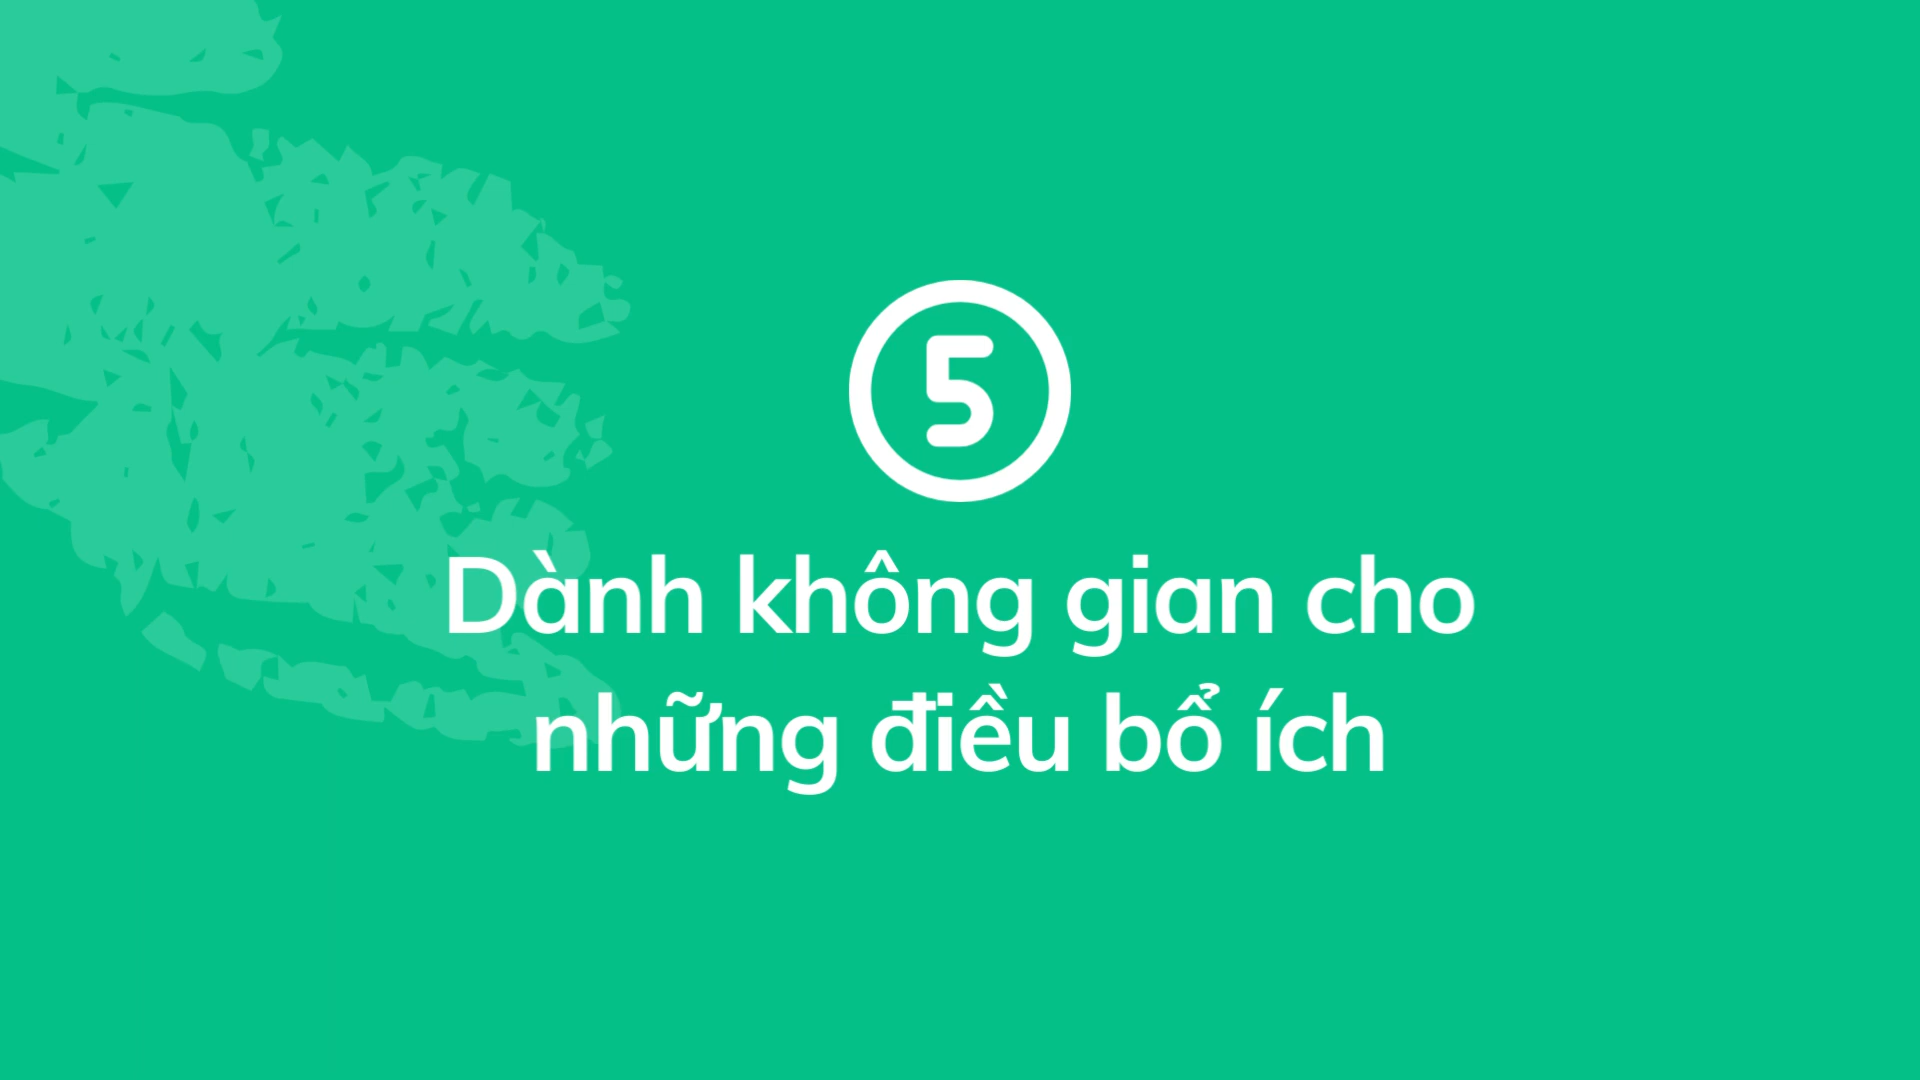 5
Dành không gian cho
những điều bổ ích